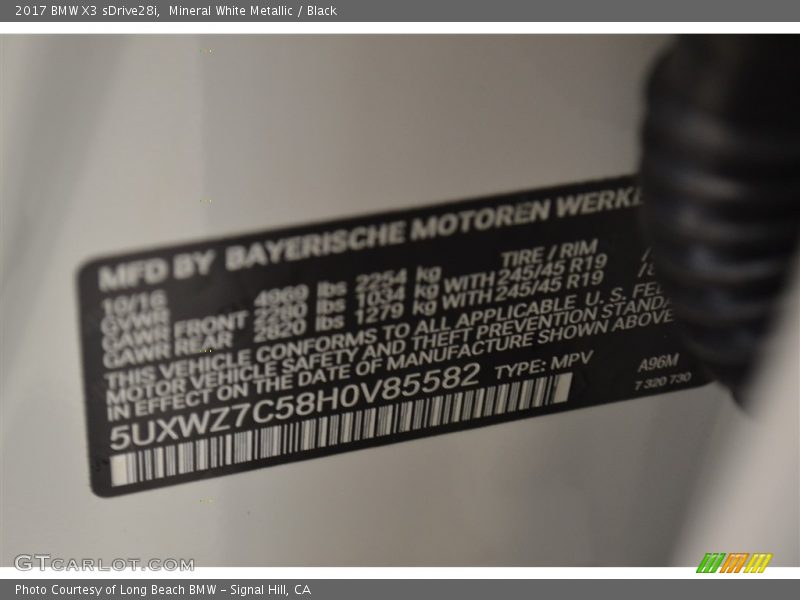 2017 BMW X3 sDrive28i, Mineral White Metallic / Black
MFD BY BAYERISCHE MOTOREN WERKE
10/16
GVWR 4969 lbs 2254 kg TIRE / RIM
GAWR FRONT 2280 lbs 1034 kg WITH 245/45 R19
GAWR REAR 2820 lbs 1279 kg WITH 245/45 R19
THIS VEHICLE CONFORMS TO ALL APPLICABLE U. S.
MOTOR VEHICLE SAFETY AND THEFT PREVENTION
IN EFFECT ON THE DATE OF MANUFACTURE SHOWN ABOVE
5UXWZ7C58H0V85582 TYPE: MPV A96M
7 320 730
GTCARLOT.COM
Photo Courtesy of Long Beach BMW - Signal Hill, CA